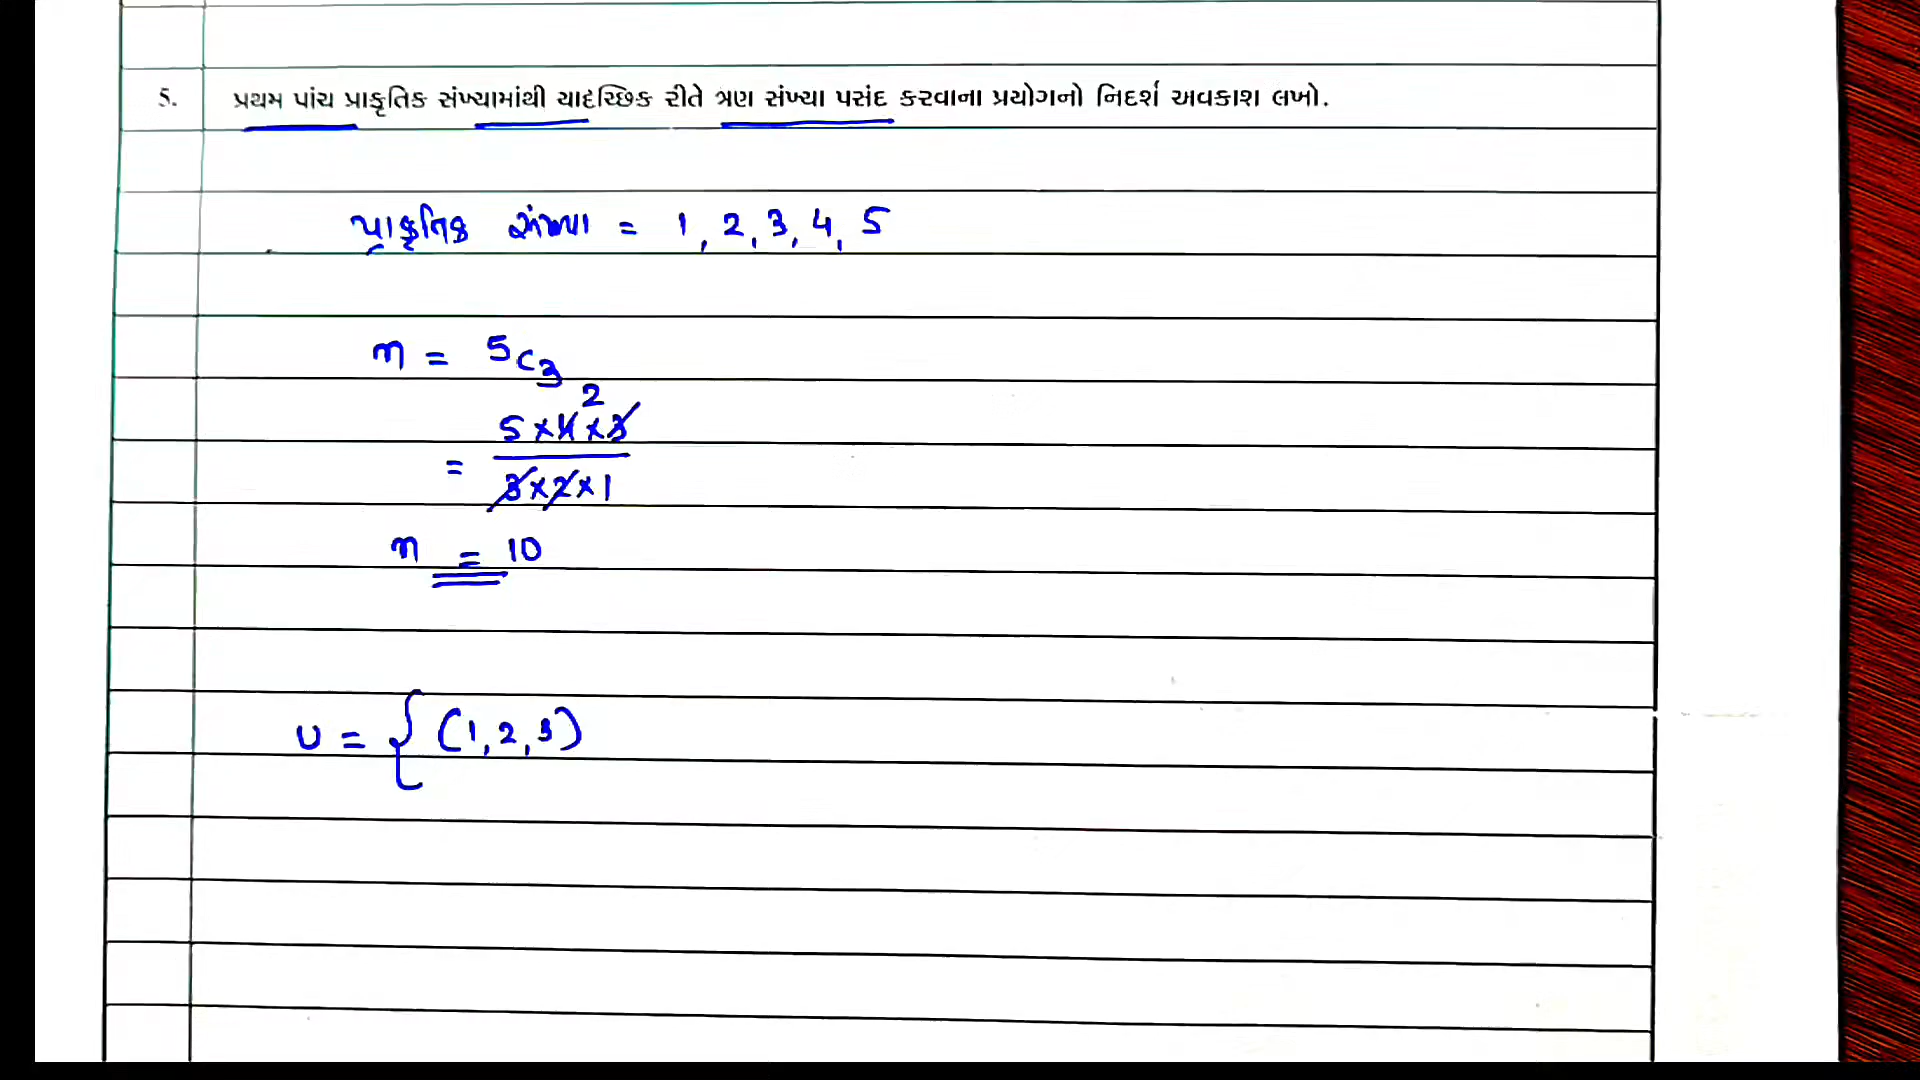 5. પ્રથમ પાંચ પ્રાકૃતિક સંખ્યામાંથી યાદચ્છિક રીતે ત્રણ સંખ્યા પસંદ કરવાના પ્રયોગનો નિદર્શ અવકાશ લખો.
પ્રાકૃતિક સંખ્યા = 1, 2, 3, 4, 5
n = 5c3
2
5 × 4 × 3
=
3 × 2 × 1
n = 10
U = { (1, 2, 3)